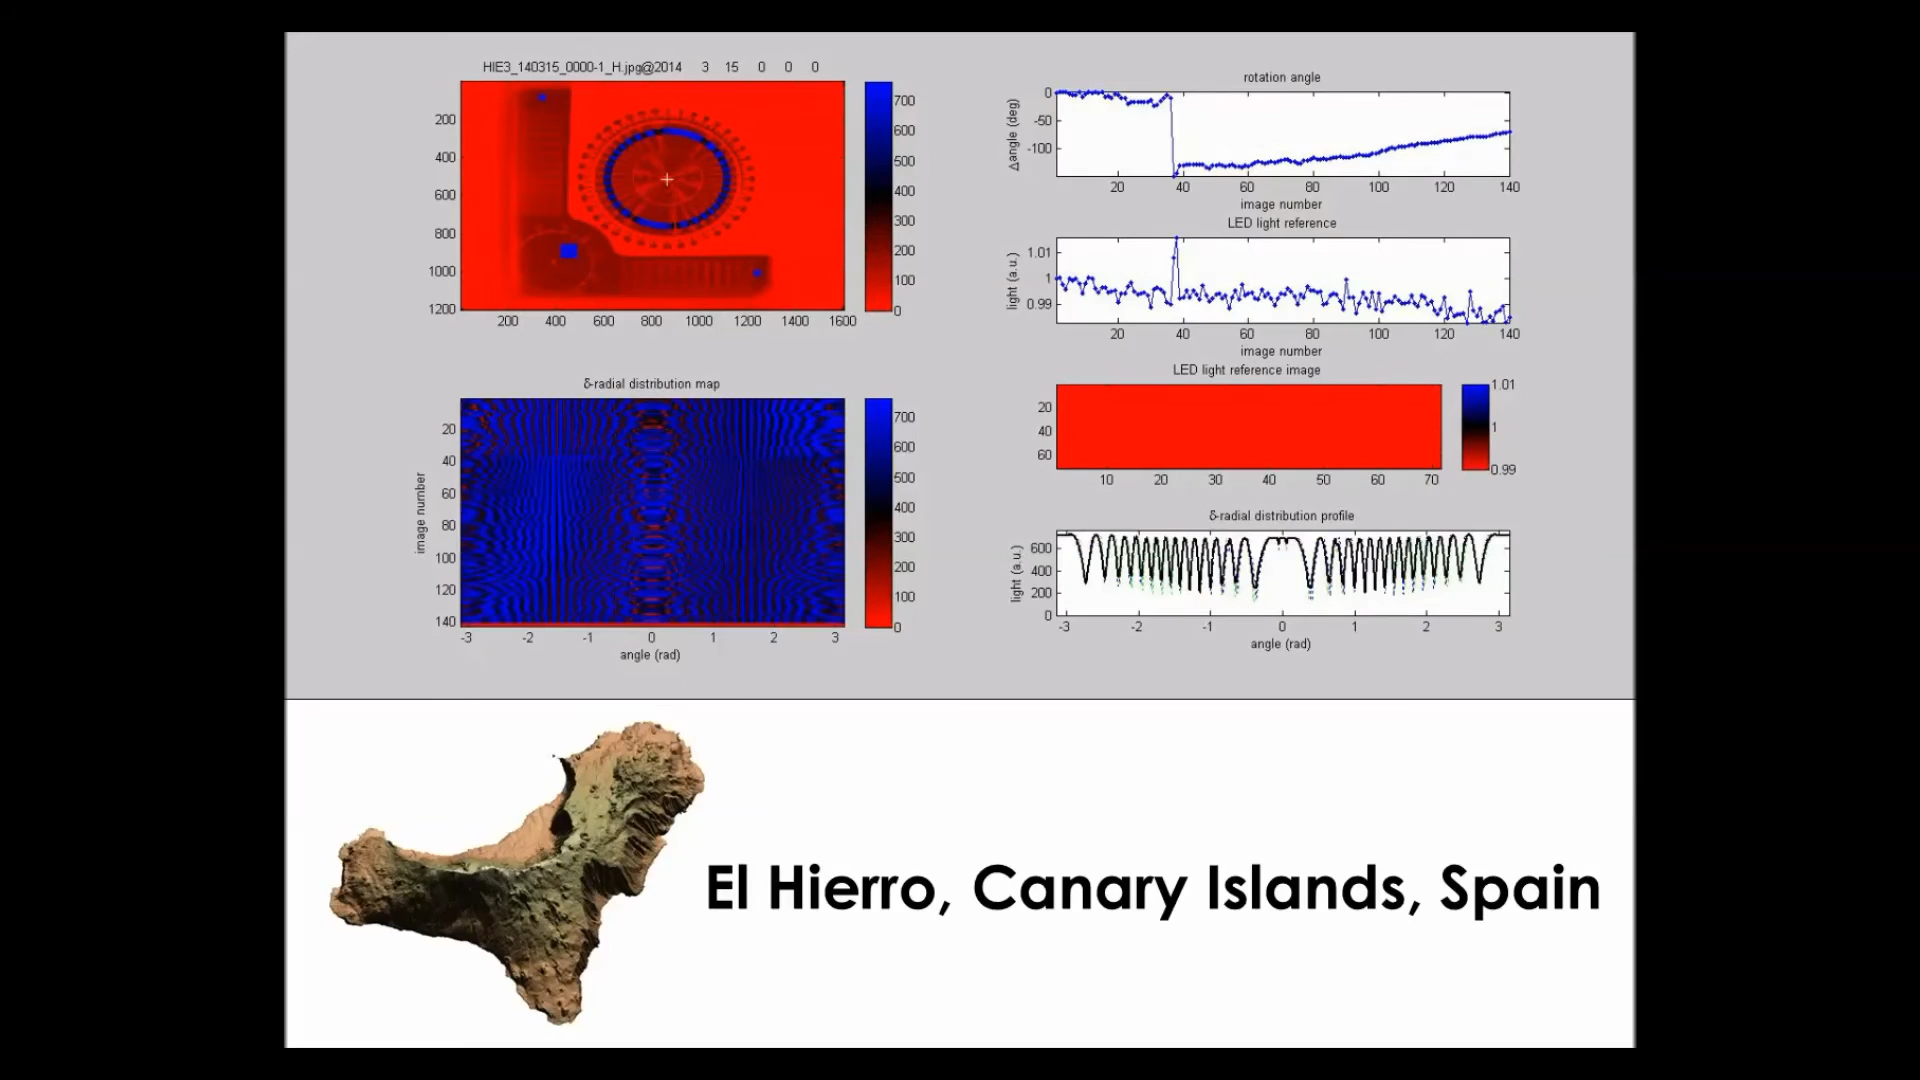 HIE3_140315_0000-1_H.jpg@2014 3 15 0 0 0
200
400
600
800
1000
1200
200 400 600 800 1000 1200 1400 1600
700
600
500
400
300
200
100
0
δ-radial distribution map
image number
20
40
60
80
100
120
140
-3 -2 -1 0 1 2 3
angle (rad)
700
600
500
400
300
200
100
0
rotation angle
Δangle (deg)
0
-50
-100
20 40 60 80 100 120 140
image number
LED light reference
light (a.u.)
1.01
1
0.99
20 40 60 80 100 120 140
image number
LED light reference image
20
40
60
10 20 30 40 50 60 70
1.01
1
0.99
δ-radial distribution profile
light (a.u.)
600
400
200
0
-3 -2 -1 0 1 2 3
angle (rad)
El Hierro, Canary Islands, Spain